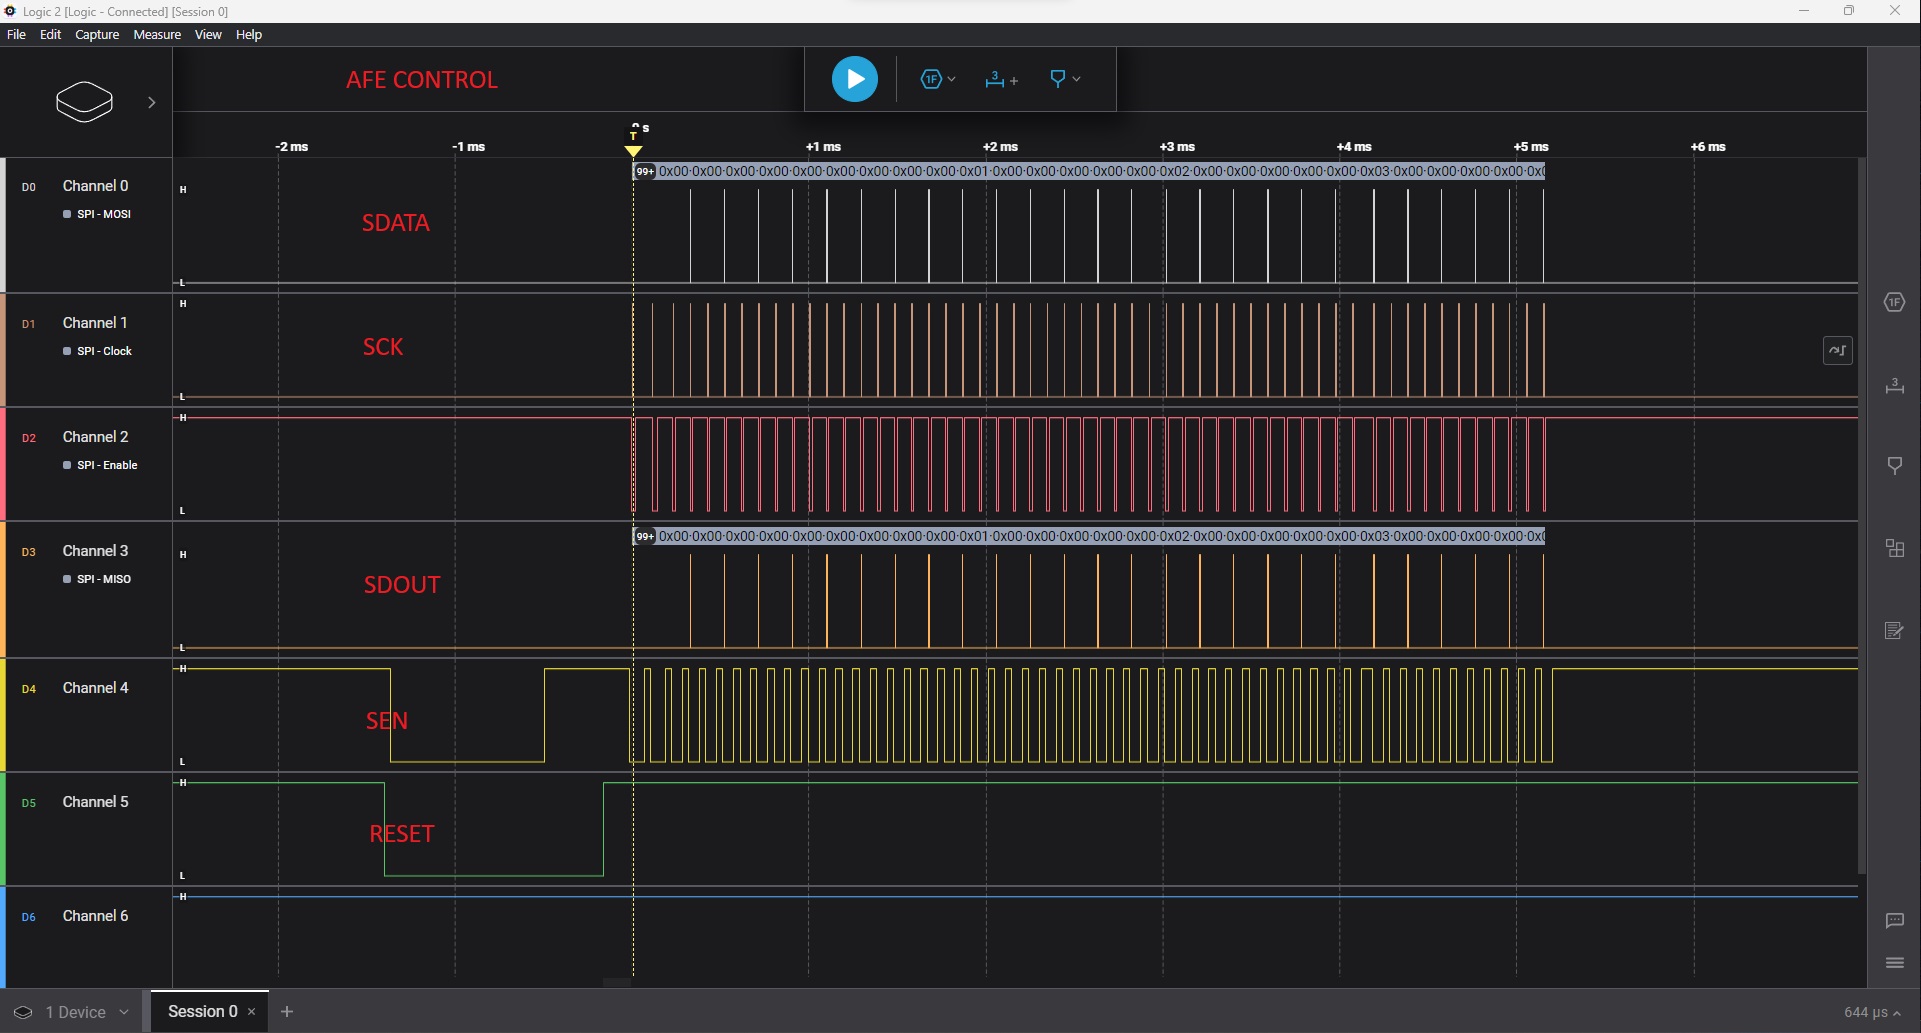 Logic 2 [Logic - Connected] [Session 0]
File Edit Capture Measure View Help
AFE CONTROL
1F 3 +
0 s
T
-2 ms -1 ms +1 ms +2 ms +3 ms +4 ms +5 ms +6 ms
D0 Channel 0
SPI - MOSI
H
L
99+ 0x00·0x00·0x00·0x00·0x00·0x00·0x00·0x00·0x00·0x01·0x00·0x00·0x00·0x00·0x00·0x02·0x00·0x00·0x00·0x00·0x00·0x03·0x00·0x00·0x00·0x00·0x0
SDATA
D1 Channel 1
SPI - Clock
H
L
SCK
D2 Channel 2
SPI - Enable
H
L
D3 Channel 3
SPI - MISO
H
L
99+ 0x00·0x00·0x00·0x00·0x00·0x00·0x00·0x00·0x00·0x01·0x00·0x00·0x00·0x00·0x00·0x02·0x00·0x00·0x00·0x00·0x00·0x03·0x00·0x00·0x00·0x00·0x0
SDOUT
D4 Channel 4
H
L
SEN
D5 Channel 5
H
L
RESET
D6 Channel 6
H
1F
3
1 Device Session 0 × +
644 µs